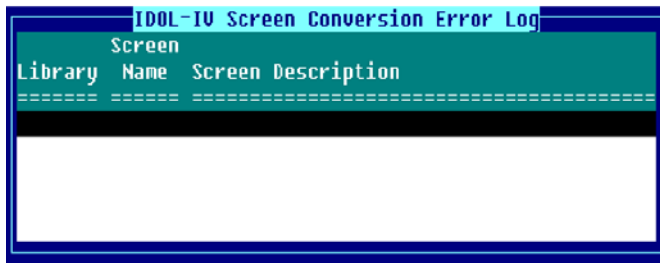 IDOL-IV Screen Conversion Error Log
Screen
Library Name Screen Description
======= ====== ========================================